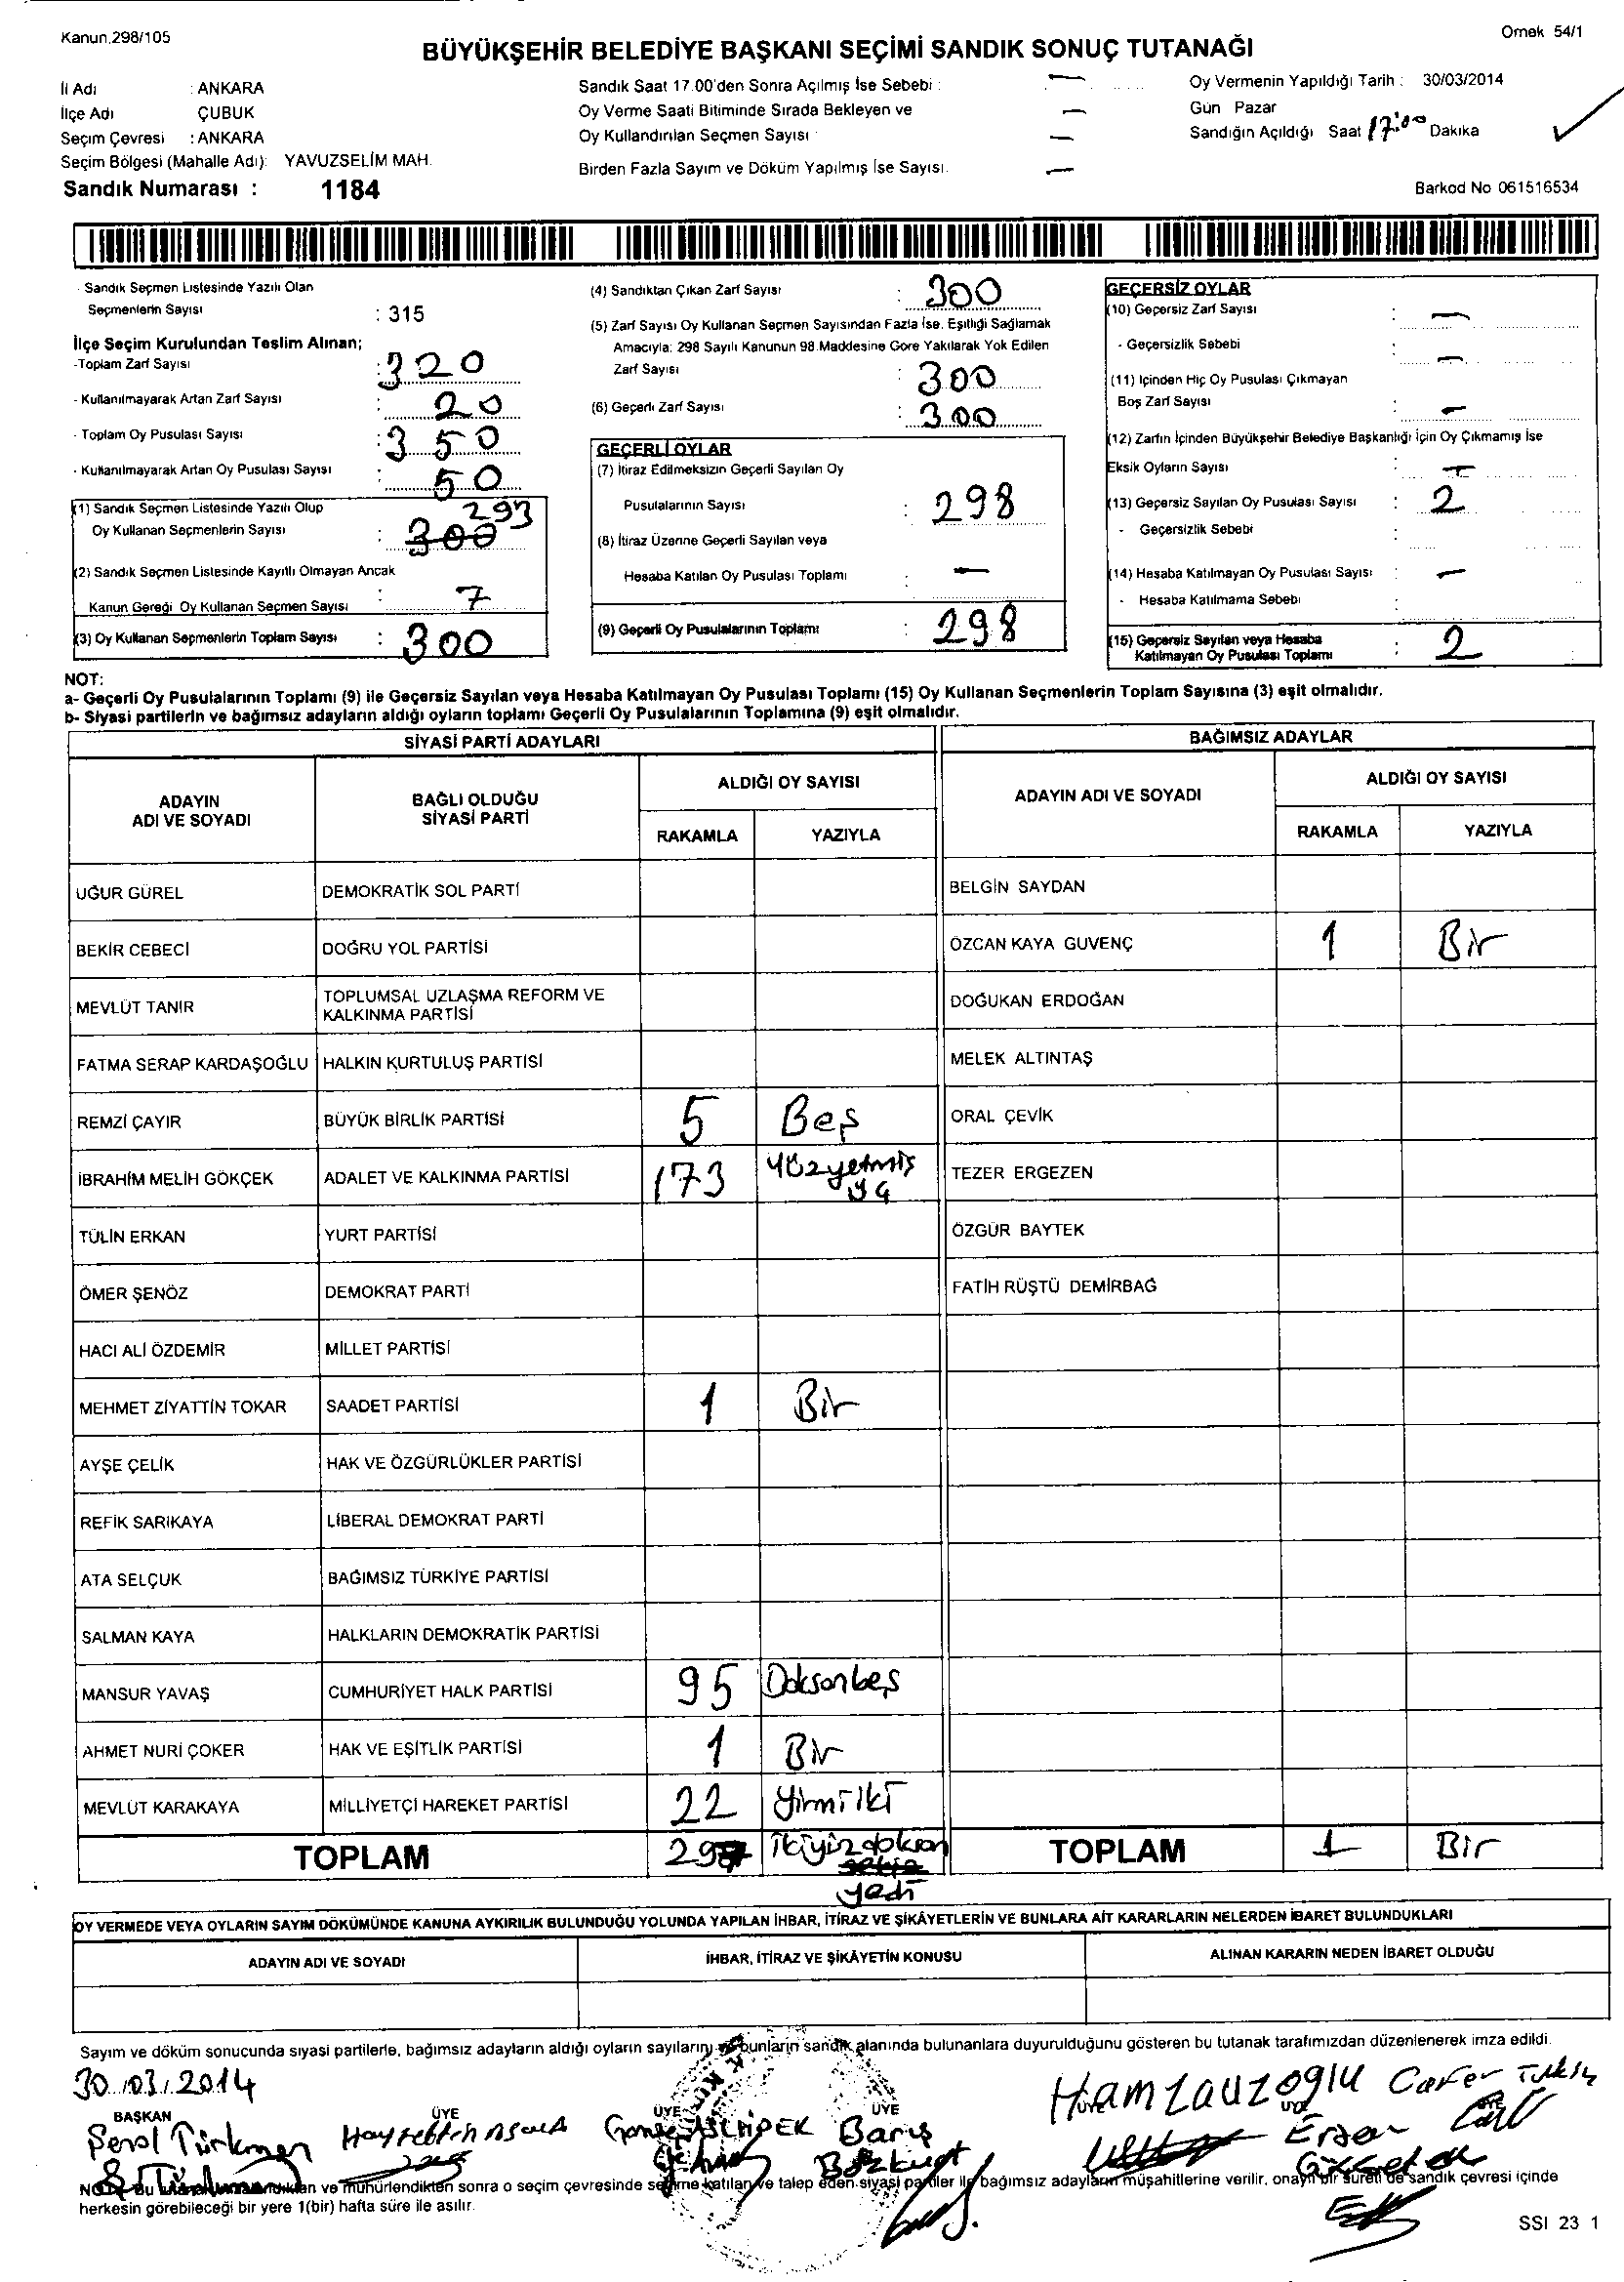 Kanun.298/105
Örnek 54/1
BÜYÜKŞEHİR BELEDİYE BAŞKANI SEÇİMİ SANDIK SONUÇ TUTANAĞI
İl Adı : ANKARA
İlçe Adı ÇUBUK
Seçim Çevresi : ANKARA
Seçim Bölgesi (Mahalle Adı): YAVUZSELİM MAH.
Sandık Numarası : 1184
Sandık Saat 17.00'den Sonra Açılmış İse Sebebi : —
Oy Verme Saati Bitiminde Sırada Bekleyen ve —
Oy Kullandırılan Seçmen Sayısı —
Birden Fazla Sayım ve Döküm Yapılmış İse Sayısı. —
Oy Vermenin Yapıldığı Tarih : 30/03/2014
Gün Pazar
Sandığın Açıldığı Saat 17:00 Dakika
Barkod No 061516534
- Sandık Seçmen Listesinde Yazılı Olan
Seçmenlerin Sayısı : 315
İlçe Seçim Kurulundan Teslim Alınan;
-Toplam Zarf Sayısı : 320
- Kullanılmayarak Artan Zarf Sayısı : 20
- Toplam Oy Pusulası Sayısı : 350
- Kullanılmayarak Artan Oy Pusulası Sayısı : 50
(1) Sandık Seçmen Listesinde Yazılı Olup 293
Oy Kullanan Seçmenlerin Sayısı : 300
(2) Sandık Seçmen Listesinde Kayıtlı Olmayan Ancak
Kanun Gereği Oy Kullanan Seçmen Sayısı : 7
(3) Oy Kullanan Seçmenlerin Toplam Sayısı : 300
(4) Sandıktan Çıkan Zarf Sayısı : 300
(5) Zarf Sayısı Oy Kullanan Seçmen Sayısından Fazla İse. Eşitliği Sağlamak
Amacıyla: 298 Sayılı Kanunun 98.Maddesine Göre Yakılarak Yok Edilen
Zarf Sayısı : 300
(6) Geçerli Zarf Sayısı : 300
GEÇERLİ OYLAR
(7) İtiraz Edilmeksizin Geçerli Sayılan Oy
Pusulalarının Sayısı : 298
(8) İtiraz Üzerine Geçerli Sayılan veya
Hesaba Katılan Oy Pusulası Toplamı : —
(9) Geçerli Oy Pusulalarının Toplamı : 298
GEÇERSİZ OYLAR
(10) Geçersiz Zarf Sayısı : —
- Geçersizlik Sebebi : —
(11) İçinden Hiç Oy Pusulası Çıkmayan
Boş Zarf Sayısı : —
(12) Zarfın İçinden Büyükşehir Belediye Başkanlığı İçin Oy Çıkmamış İse
Eksik Oyların Sayısı : —
(13) Geçersiz Sayılan Oy Pusulası Sayısı : 2
- Geçersizlik Sebebi :
(14) Hesaba Katılmayan Oy Pusulası Sayısı : —
- Hesaba Katılmama Sebebi :
(15) Geçersiz Sayılan veya Hesaba
Katılmayan Oy Pusulası Toplamı : 2
NOT:
a- Geçerli Oy Pusulalarının Toplamı (9) ile Geçersiz Sayılan veya Hesaba Katılmayan Oy Pusulası Toplamı (15) Oy Kullanan Seçmenlerin Toplam Sayısına (3) eşit olmalıdır.
b- Siyasi partilerin ve bağımsız adayların aldığı oyların toplamı Geçerli Oy Pusulalarının Toplamına (9) eşit olmalıdır.
SİYASİ PARTİ ADAYLARI
ADAYIN ADI VE SOYADI BAĞLI OLDUĞU SİYASİ PARTİ ALDIĞI OY SAYISI
RAKAMLA YAZIYLA
UĞUR GÜREL DEMOKRATİK SOL PARTİ
BEKİR CEBECİ DOĞRU YOL PARTİSİ
MEVLÜT TANIR TOPLUMSAL UZLAŞMA REFORM VE KALKINMA PARTİSİ
FATMA SERAP KARDAŞOĞLU HALKIN KURTULUŞ PARTİSİ
REMZİ ÇAYIR BÜYÜK BİRLİK PARTİSİ 5 Beş
İBRAHİM MELİH GÖKÇEK ADALET VE KALKINMA PARTİSİ 173 Yüzyetmiş üç
TÜLİN ERKAN YURT PARTİSİ
ÖMER ŞENÖZ DEMOKRAT PARTİ
HACI ALİ ÖZDEMİR MİLLET PARTİSİ
MEHMET ZİYATTİN TOKAR SAADET PARTİSİ 1 Bir
AYŞE ÇELİK HAK VE ÖZGÜRLÜKLER PARTİSİ
REFİK SARIKAYA LİBERAL DEMOKRAT PARTİ
ATA SELÇUK BAĞIMSIZ TÜRKİYE PARTİSİ
SALMAN KAYA HALKLARIN DEMOKRATİK PARTİSİ
MANSUR YAVAŞ CUMHURİYET HALK PARTİSİ 95 Doksanbeş
AHMET NURİ ÇOKER HAK VE EŞİTLİK PARTİSİ 1 Bir
MEVLÜT KARAKAYA MİLLİYETÇİ HAREKET PARTİSİ 22 Yirmi iki
TOPLAM 297 İkiyüzdoksan sekiz
yedi
BAĞIMSIZ ADAYLAR
ADAYIN ADI VE SOYADI ALDIĞI OY SAYISI
RAKAMLA YAZIYLA
BELGİN SAYDAN
ÖZCAN KAYA GÜVENÇ 1 Bir
DOĞUKAN ERDOĞAN
MELEK ALTINTAŞ
ORAL ÇEVİK
TEZER ERGEZEN
ÖZGÜR BAYTEK
FATİH RÜŞTÜ DEMİRBAĞ
TOPLAM 1 Bir
OY VERMEDE VEYA OYLARIN SAYIM DÖKÜMÜNDE KANUNA AYKIRILIK BULUNDUĞU YOLUNDA YAPILAN İHBAR, İTİRAZ VE ŞİKÂYETLERİN VE BUNLARA AİT KARARLARIN NELERDEN İBARET BULUNDUKLARI
ADAYIN ADI VE SOYADI İHBAR, İTİRAZ VE ŞİKÂYETİN KONUSU ALINAN KARARIN NEDEN İBARET OLDUĞU
Sayım ve döküm sonucunda siyasi partilerle, bağımsız adayların aldığı oyların sayılarını ve bunların sandık alanında bulunanlara duyurulduğunu gösteren bu tutanak tarafımızdan düzenlenerek imza edildi.
30.03.2014
BAŞKAN ÜYE ÜYE ÜYE
Şenol Türkmen Barış Bozkurt
Hamza Cafer
NOT: Bu ve mühürlendikten sonra o seçim çevresinde seçime katılan ve talep eden siyasi partiler ile bağımsız adayların müşahitlerine verilir, onaylı bir sureti de sandık çevresi içinde
herkesin görebileceği bir yere 1(bir) hafta süre ile asılır.
SSI 23 1